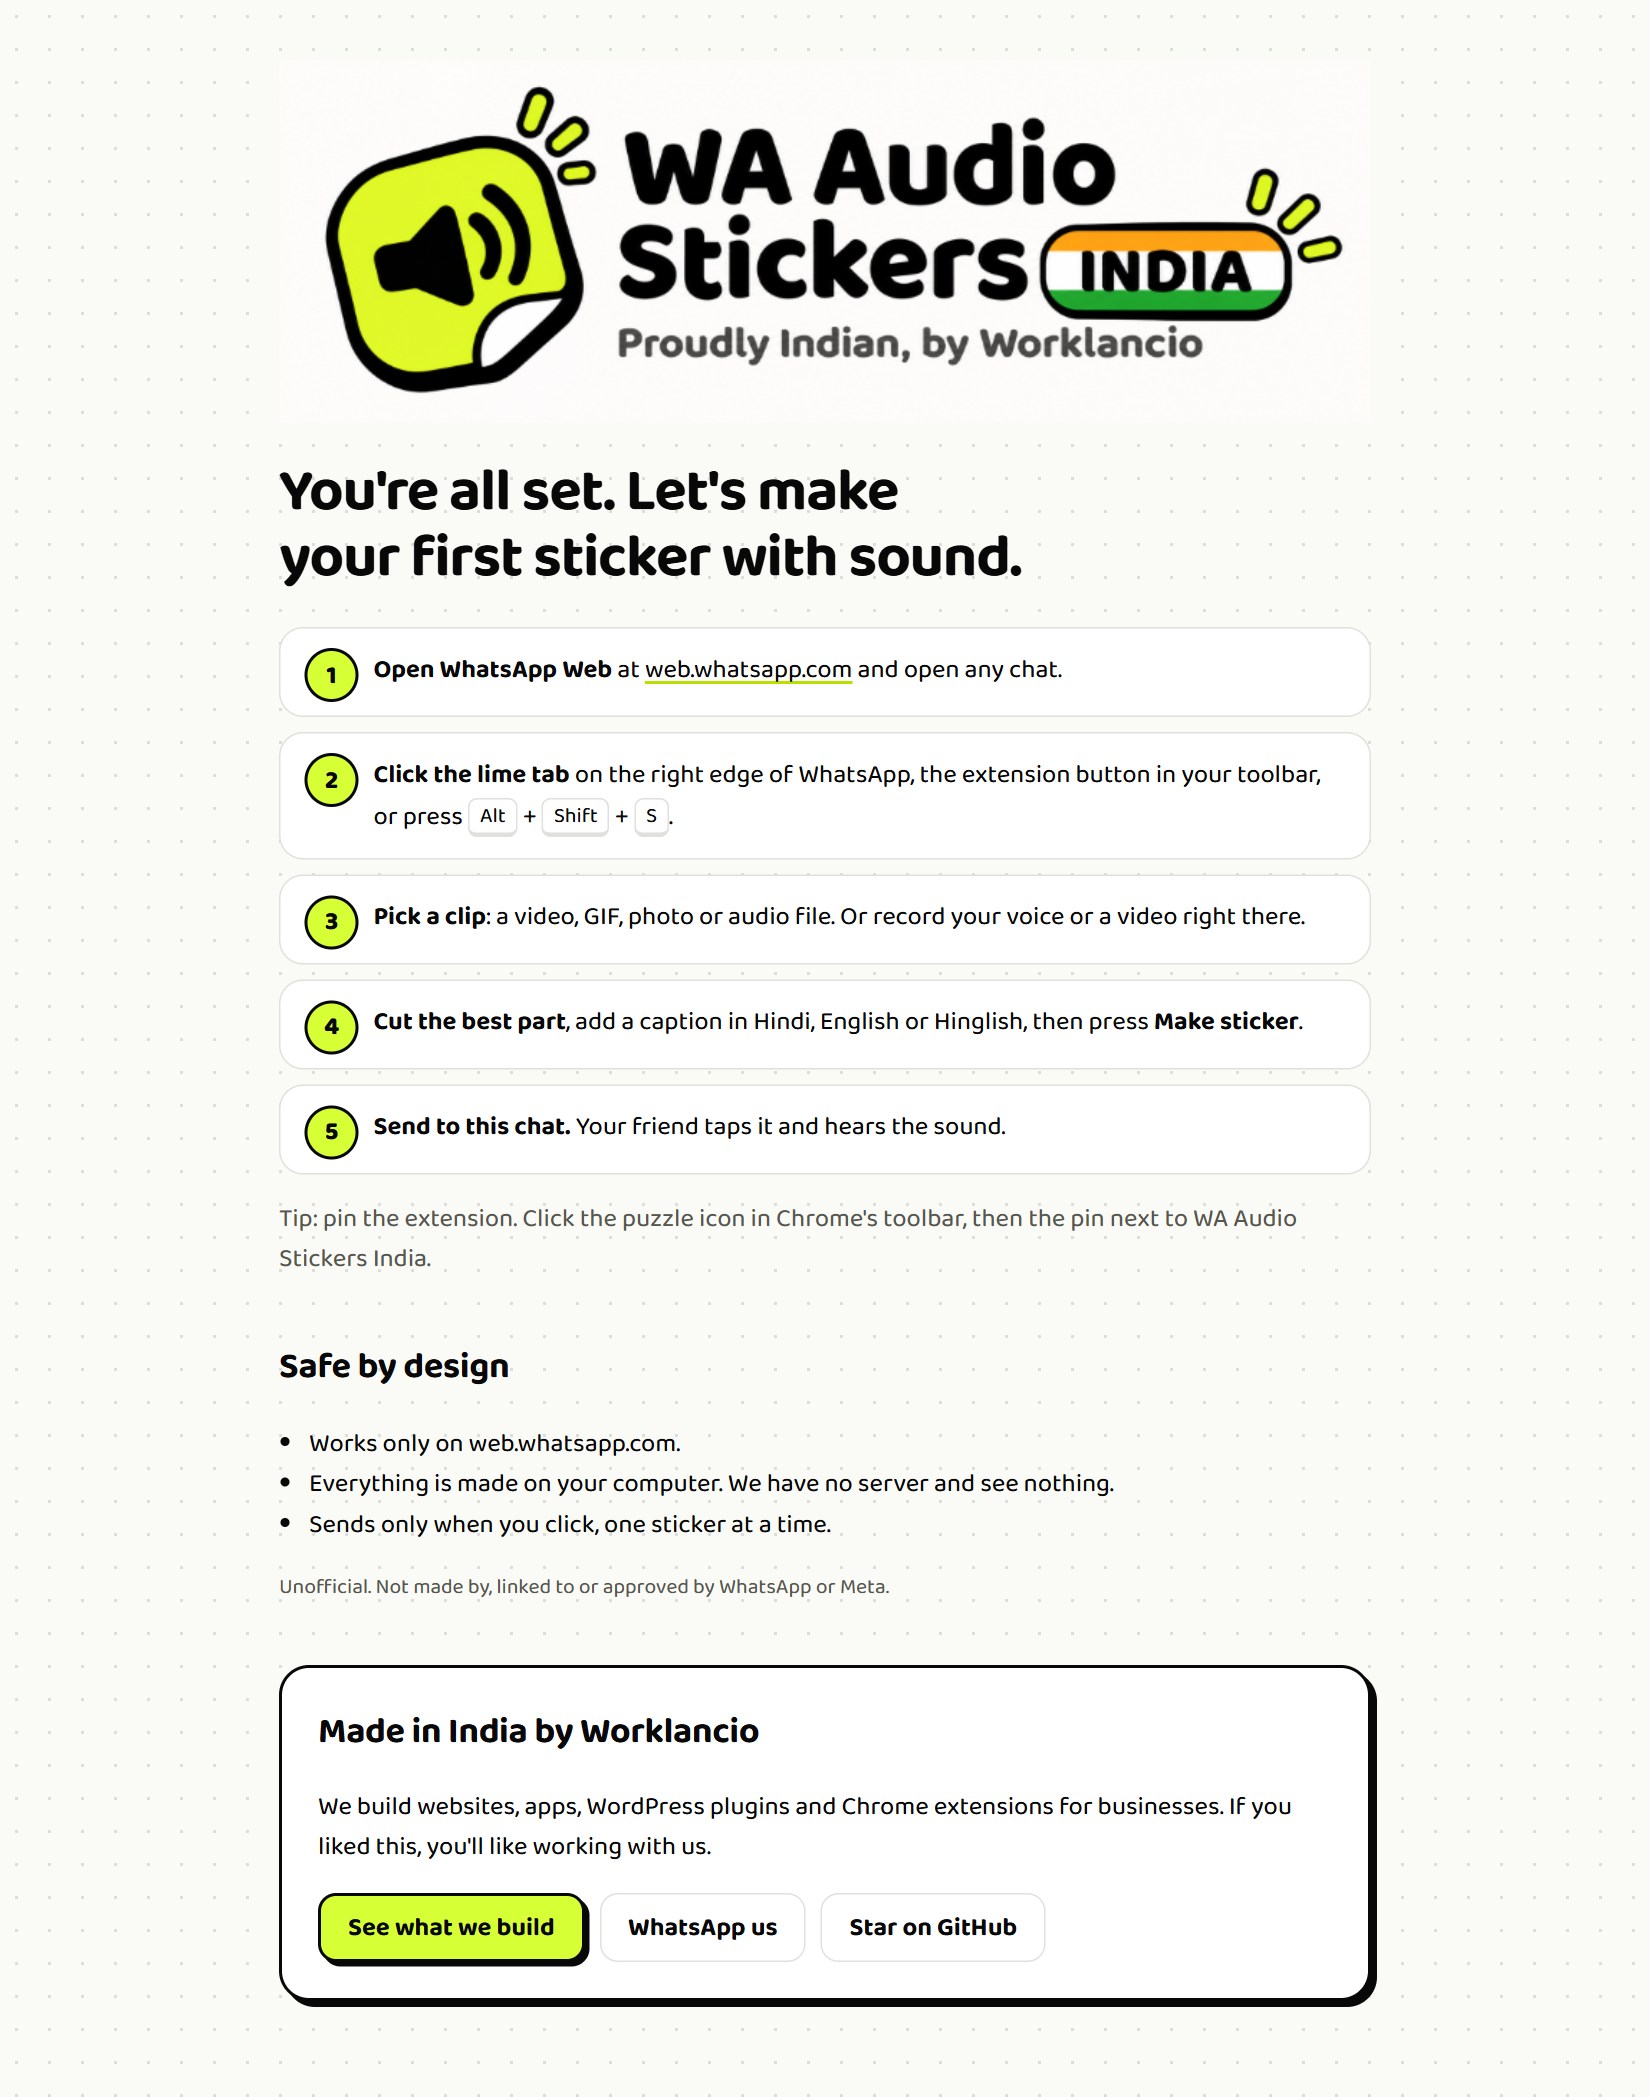 WA Audio
Stickers INDIA
Proudly Indian, by Worklancio
You're all set. Let's make
your first sticker with sound.
1 Open WhatsApp Web at web.whatsapp.com and open any chat.
2 Click the lime tab on the right edge of WhatsApp, the extension button in your toolbar,
or press Alt + Shift + S.
3 Pick a clip: a video, GIF, photo or audio file. Or record your voice or a video right there.
4 Cut the best part, add a caption in Hindi, English or Hinglish, then press Make sticker.
5 Send to this chat. Your friend taps it and hears the sound.
Tip: pin the extension. Click the puzzle icon in Chrome's toolbar, then the pin next to WA Audio
Stickers India.
Safe by design
• Works only on web.whatsapp.com.
• Everything is made on your computer. We have no server and see nothing.
• Sends only when you click, one sticker at a time.
Unofficial. Not made by, linked to or approved by WhatsApp or Meta.
Made in India by Worklancio
We build websites, apps, WordPress plugins and Chrome extensions for businesses. If you
liked this, you'll like working with us.
See what we build WhatsApp us Star on GitHub